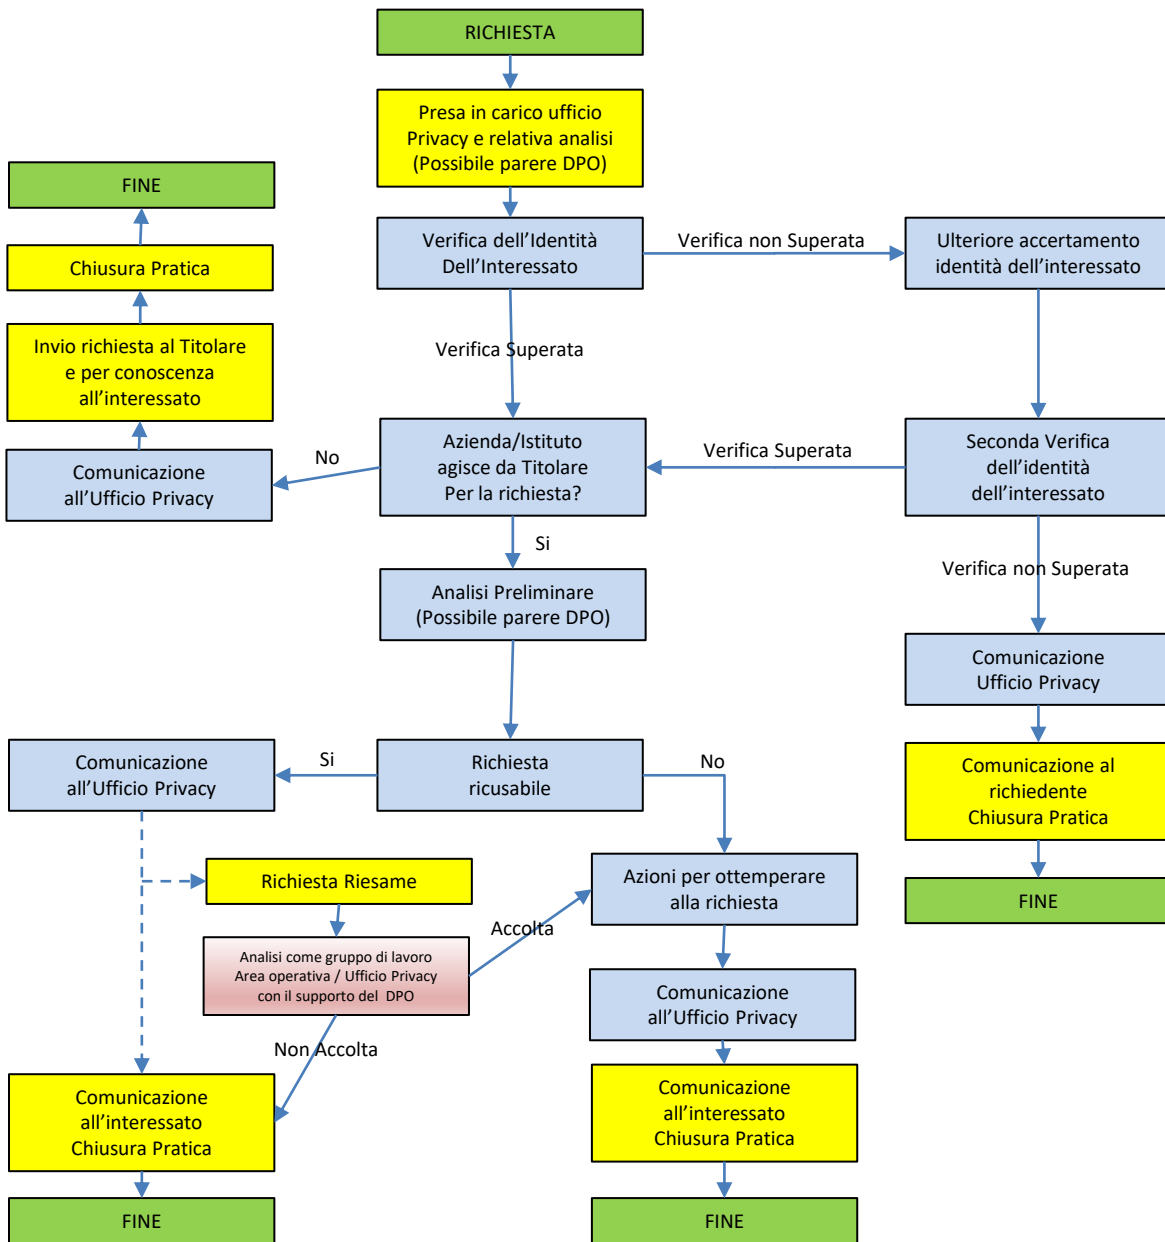 RICHIESTA
Presa in carico ufficio
Privacy e relativa analisi
(Possibile parere DPO)
FINE
Verifica dell’Identità
Dell’Interessato
Verifica non Superata
Ulteriore accertamento
identità dell’interessato
Chiusura Pratica
Invio richiesta al Titolare
e per conoscenza
all’interessato
Verifica Superata
Comunicazione
all’Ufficio Privacy
No
Azienda/Istituto
agisce da Titolare
Per la richiesta?
Verifica Superata
Seconda Verifica
dell’identità
dell’interessato
Si
Verifica non Superata
Analisi Preliminare
(Possibile parere DPO)
Comunicazione
Ufficio Privacy
Comunicazione
all’Ufficio Privacy
Si
Richiesta
ricusabile
No
Comunicazione al
richiedente
Chiusura Pratica
Richiesta Riesame
Azioni per ottemperare
alla richiesta
FINE
Accolta
Analisi come gruppo di lavoro
Area operativa / Ufficio Privacy
con il supporto del DPO
Comunicazione
all’Ufficio Privacy
Non Accolta
Comunicazione
all’interessato
Chiusura Pratica
Comunicazione
all’interessato
Chiusura Pratica
FINE
FINE